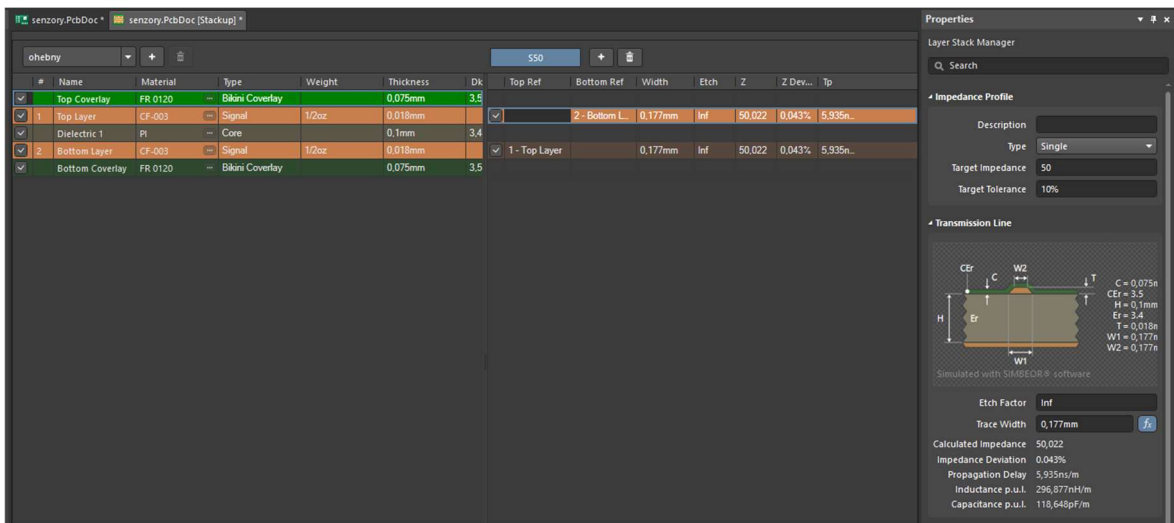 senzory.PcbDoc * senzory.PcbDoc [Stackup] *
Properties
Layer Stack Manager
ohebny
S50
Search
# Name Material Type Weight Thickness Dk Top Ref Bottom Ref Width Etch Z Z Dev... Tp
Top Coverlay FR 0120 Bikini Coverlay 0,075mm 3,5
1 Top Layer CF-003 Signal 1/2oz 0,018mm 2 - Bottom L... 0,177mm Inf 50,022 0,043% 5,935n...
Dielectric 1 PI Core 0,1mm 3,4
2 Bottom Layer CF-003 Signal 1/2oz 0,018mm 1 - Top Layer 0,177mm Inf 50,022 0,043% 5,935n...
Bottom Coverlay FR 0120 Bikini Coverlay 0,075mm 3,5
Impedance Profile
Description
Type Single
Target Impedance 50
Target Tolerance 10%
Transmission Line
CEr C W2 T
H Er
W1
C = 0,075n
CEr = 3.5
H = 0,1mm
Er = 3.4
T = 0,018n
W1 = 0,177n
W2 = 0,177n
Simulated with SIMBEOR® software
Etch Factor Inf
Trace Width 0,177mm fx
Calculated Impedance 50,022
Impedance Deviation 0.043%
Propagation Delay 5,935ns/m
Inductance p.u.l. 296,877nH/m
Capacitance p.u.l. 118,648pF/m